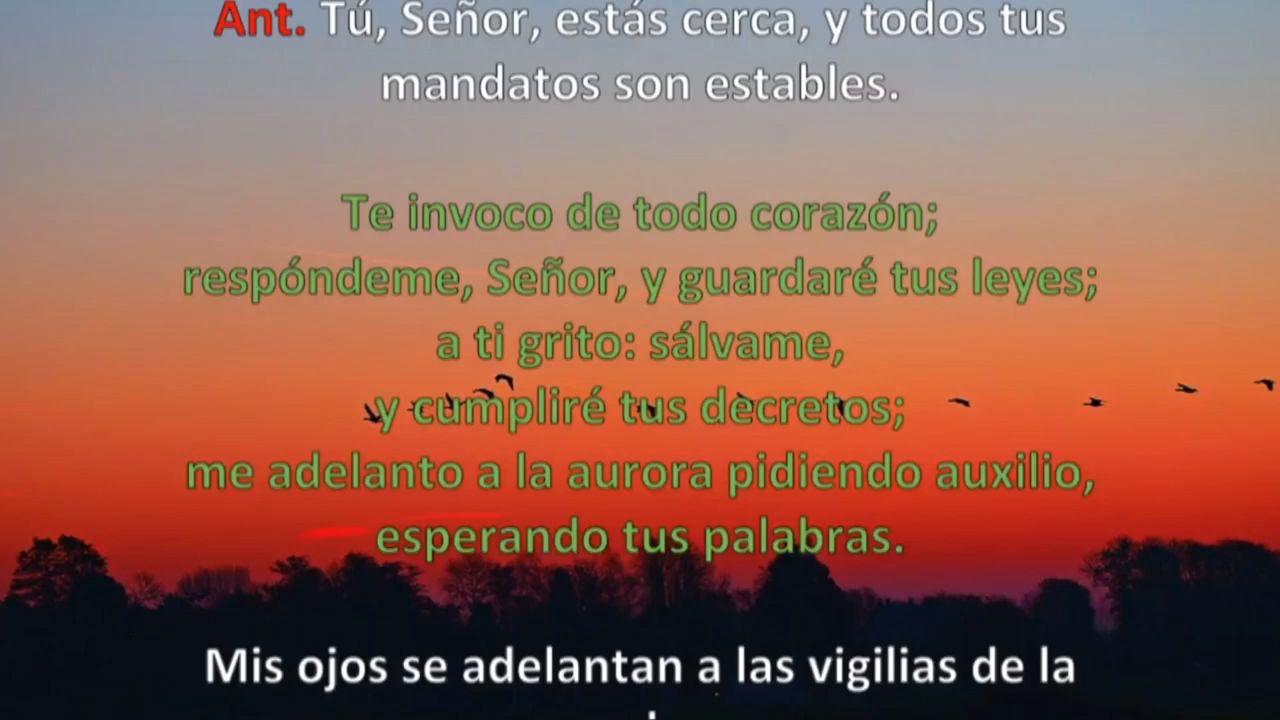 Ant. Tú, Señor, estás cerca, y todos tus
mandatos son estables.
Te invoco de todo corazón;
respóndeme, Señor, y guardaré tus leyes;
a ti grito: sálvame,
y cumpliré tus decretos;
me adelanto a la aurora pidiendo auxilio,
esperando tus palabras.
Mis ojos se adelantan a las vigilias de la